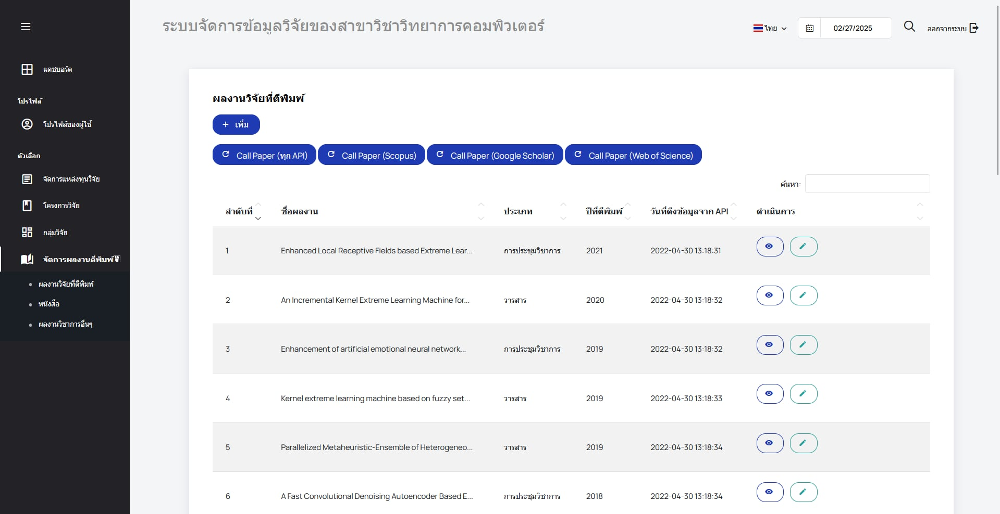 ระบบจัดการข้อมูลวิจัยของสาขาวิชาวิทยาการคอมพิวเตอร์
ไทย
02/27/2025
ออกจากระบบ
แดชบอร์ด
โปรไฟล์
โปรไฟล์ของผู้ใช้
ตัวเลือก
จัดการแหล่งทุนวิจัย
โครงการวิจัย
กลุ่มวิจัย
จัดการผลงานตีพิมพ์
ผลงานวิจัยที่ตีพิมพ์
หนังสือ
ผลงานวิชาการอื่นๆ
ผลงานวิจัยที่ตีพิมพ์
เพิ่ม
Call Paper (ทุก API) Call Paper (Scopus) Call Paper (Google Scholar) Call Paper (Web of Science)
ค้นหา:
ลำดับที่ ชื่อผลงาน ประเภท ปีที่ตีพิมพ์ วันที่ดึงข้อมูลจาก API ดำเนินการ
1 Enhanced Local Receptive Fields based Extreme Lear... การประชุมวิชาการ 2021 2022-04-30 13:18:31
2 An Incremental Kernel Extreme Learning Machine for... วารสาร 2020 2022-04-30 13:18:32
3 Enhancement of artificial emotional neural network... การประชุมวิชาการ 2019 2022-04-30 13:18:32
4 Kernel extreme learning machine based on fuzzy set... วารสาร 2019 2022-04-30 13:18:33
5 Parallelized Metaheuristic-Ensemble of Heterogeneo... วารสาร 2019 2022-04-30 13:18:34
6 A Fast Convolutional Denoising Autoencoder Based E... การประชุมวิชาการ 2018 2022-04-30 13:18:34